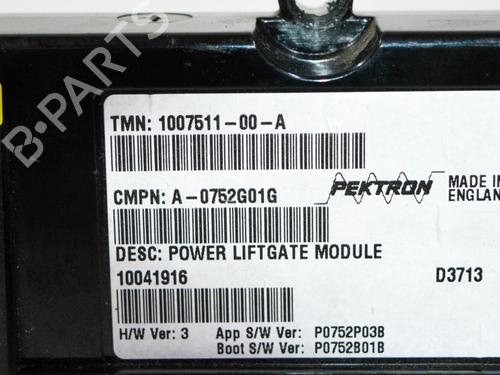 TMN: 1007511-00-A
CMPN: A-0752G01G
PEKTRON
MADE IN
ENGLAND
DESC: POWER LIFTGATE MODULE
10041916
D3713
H/W Ver: 3 App S/W Ver: P0752P03B
Boot S/W Ver: P0752B01B
B-PARTS